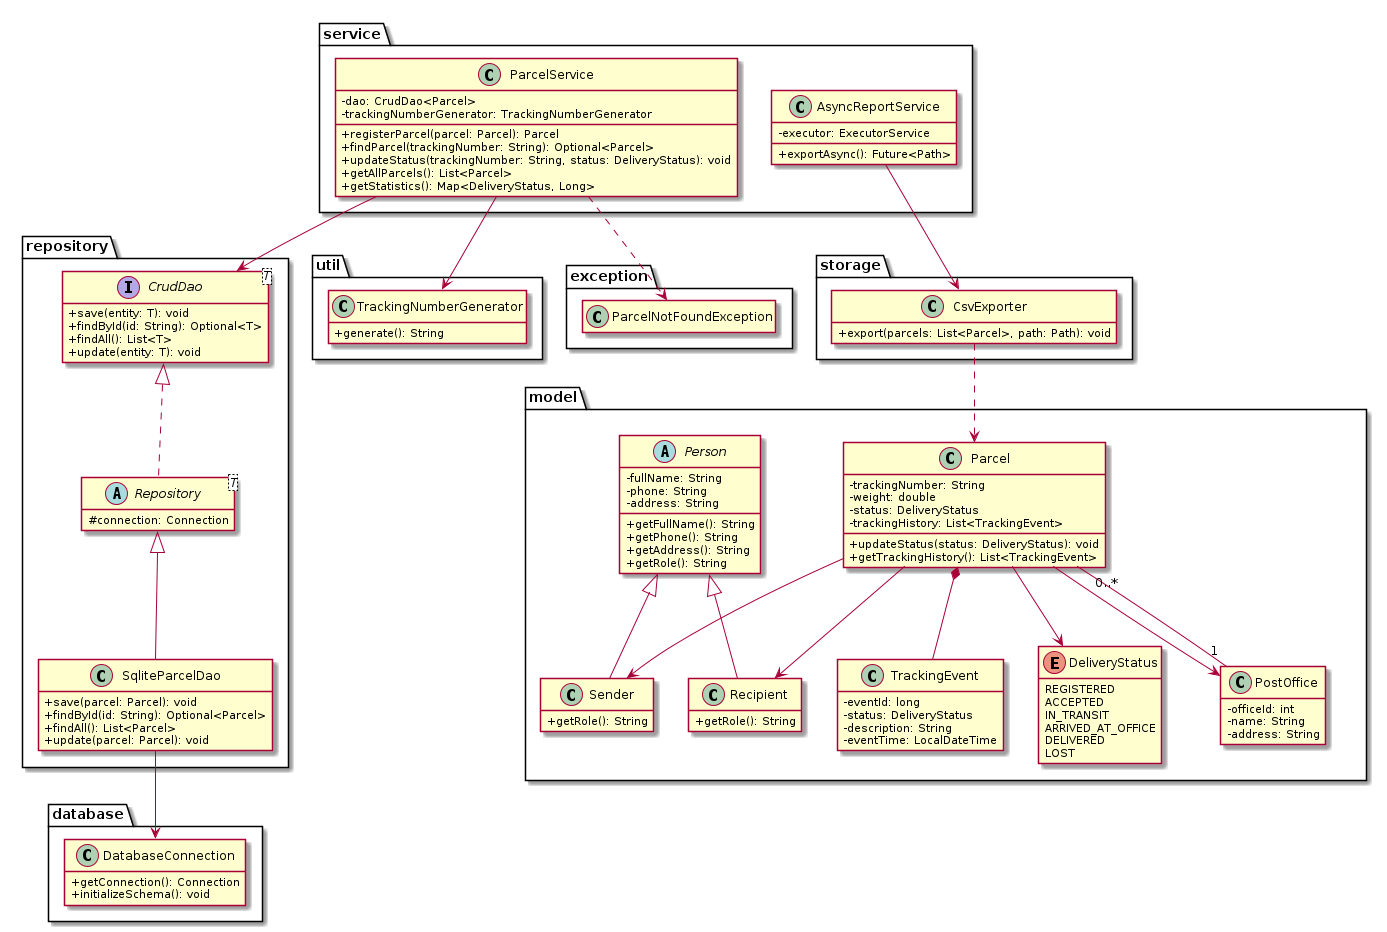 service
C ParcelService
-dao: CrudDao<Parcel>
-trackingNumberGenerator: TrackingNumberGenerator
+registerParcel(parcel: Parcel): Parcel
+findParcel(trackingNumber: String): Optional<Parcel>
+updateStatus(trackingNumber: String, status: DeliveryStatus): void
+getAllParcels(): List<Parcel>
+getStatistics(): Map<DeliveryStatus, Long>
C AsyncReportService
-executor: ExecutorService
+exportAsync(): Future<Path>
repository
I CrudDao T
+save(entity: T): void
+findById(id: String): Optional<T>
+findAll(): List<T>
+update(entity: T): void
A Repository T
#connection: Connection
C SqliteParcelDao
+save(parcel: Parcel): void
+findById(id: String): Optional<Parcel>
+findAll(): List<Parcel>
+update(parcel: Parcel): void
util
C TrackingNumberGenerator
+generate(): String
exception
C ParcelNotFoundException
storage
C CsvExporter
+export(parcels: List<Parcel>, path: Path): void
model
A Person
-fullName: String
-phone: String
-address: String
+getFullName(): String
+getPhone(): String
+getAddress(): String
+getRole(): String
C Parcel
-trackingNumber: String
-weight: double
-status: DeliveryStatus
-trackingHistory: List<TrackingEvent>
+updateStatus(status: DeliveryStatus): void
+getTrackingHistory(): List<TrackingEvent>
0..*
1
C Sender
+getRole(): String
C Recipient
+getRole(): String
C TrackingEvent
-eventId: long
-status: DeliveryStatus
-description: String
-eventTime: LocalDateTime
E DeliveryStatus
REGISTERED
ACCEPTED
IN_TRANSIT
ARRIVED_AT_OFFICE
DELIVERED
LOST
C PostOffice
-officeId: int
-name: String
-address: String
database
C DatabaseConnection
+getConnection(): Connection
+initializeSchema(): void